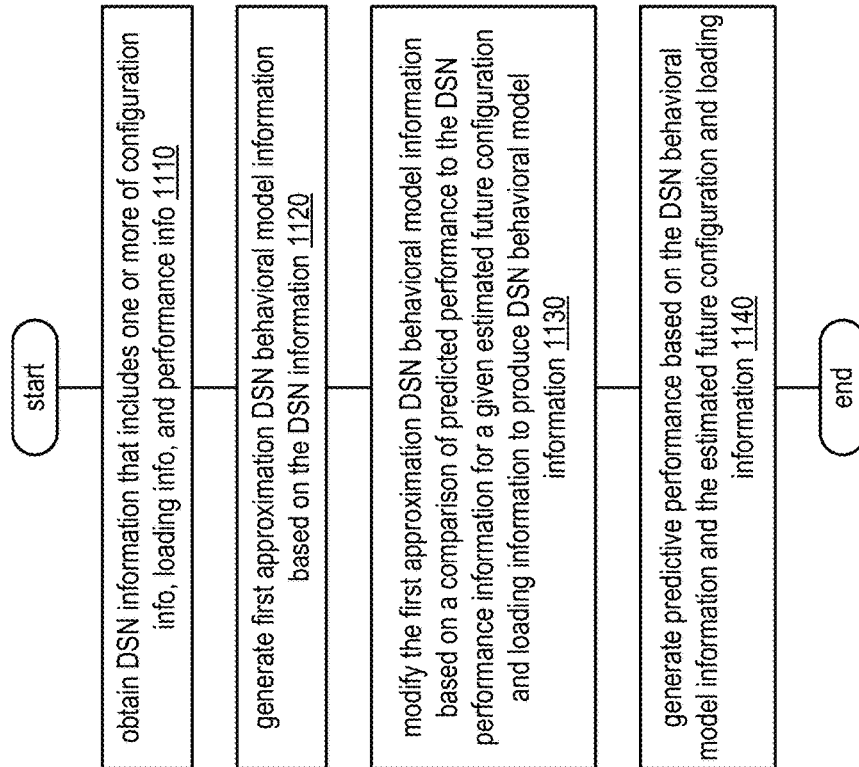 start
obtain DSN information that includes one or more of configuration
info, loading info, and performance info 1110
generate first approximation DSN behavioral model information
based on the DSN information 1120
modify the first approximation DSN behavioral model information
based on a comparison of predicted performance to the DSN
performance information for a given estimated future configuration
and loading information to produce DSN behavioral model
information 1130
generate predictive performance based on the DSN behavioral
model information and the estimated future configuration and loading
information 1140
end